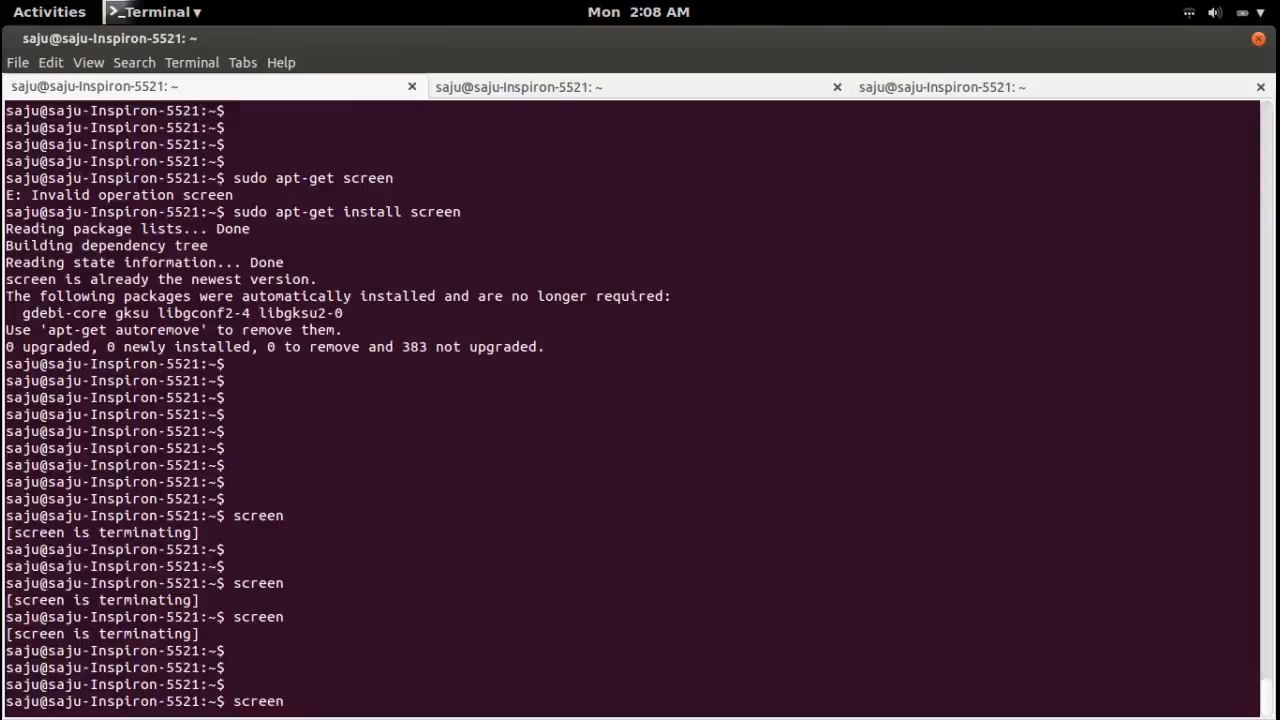 Activities >_Terminal ▾ Mon 2:08 AM
saju@saju-Inspiron-5521: ~
File Edit View Search Terminal Tabs Help
saju@saju-Inspiron-5521: ~ saju@saju-Inspiron-5521: ~ saju@saju-Inspiron-5521: ~
saju@saju-Inspiron-5521:~$
saju@saju-Inspiron-5521:~$
saju@saju-Inspiron-5521:~$
saju@saju-Inspiron-5521:~$
saju@saju-Inspiron-5521:~$ sudo apt-get screen
E: Invalid operation screen
saju@saju-Inspiron-5521:~$ sudo apt-get install screen
Reading package lists... Done
Building dependency tree
Reading state information... Done
screen is already the newest version.
The following packages were automatically installed and are no longer required:
  gdebi-core gksu libgconf2-4 libgksu2-0
Use 'apt-get autoremove' to remove them.
0 upgraded, 0 newly installed, 0 to remove and 383 not upgraded.
saju@saju-Inspiron-5521:~$
saju@saju-Inspiron-5521:~$
saju@saju-Inspiron-5521:~$
saju@saju-Inspiron-5521:~$
saju@saju-Inspiron-5521:~$
saju@saju-Inspiron-5521:~$
saju@saju-Inspiron-5521:~$
saju@saju-Inspiron-5521:~$
saju@saju-Inspiron-5521:~$
saju@saju-Inspiron-5521:~$ screen
[screen is terminating]
saju@saju-Inspiron-5521:~$
saju@saju-Inspiron-5521:~$
saju@saju-Inspiron-5521:~$ screen
[screen is terminating]
saju@saju-Inspiron-5521:~$ screen
[screen is terminating]
saju@saju-Inspiron-5521:~$
saju@saju-Inspiron-5521:~$
saju@saju-Inspiron-5521:~$
saju@saju-Inspiron-5521:~$ screen